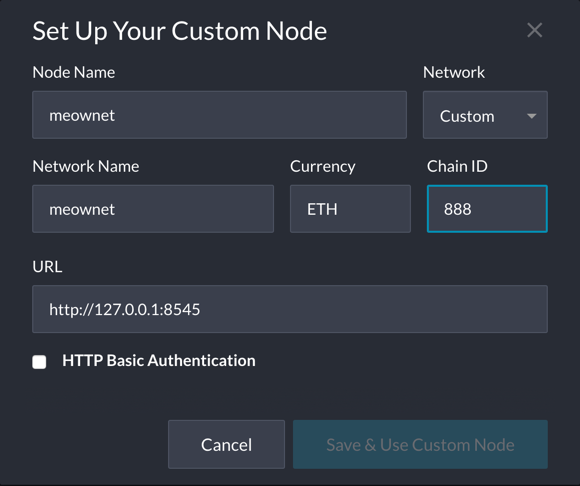 Set Up Your Custom Node
Node Name
Network
meownet
Custom
Network Name
Currency
Chain ID
meownet
ETH
888
URL
http://127.0.0.1:8545
HTTP Basic Authentication
Cancel
Save & Use Custom Node